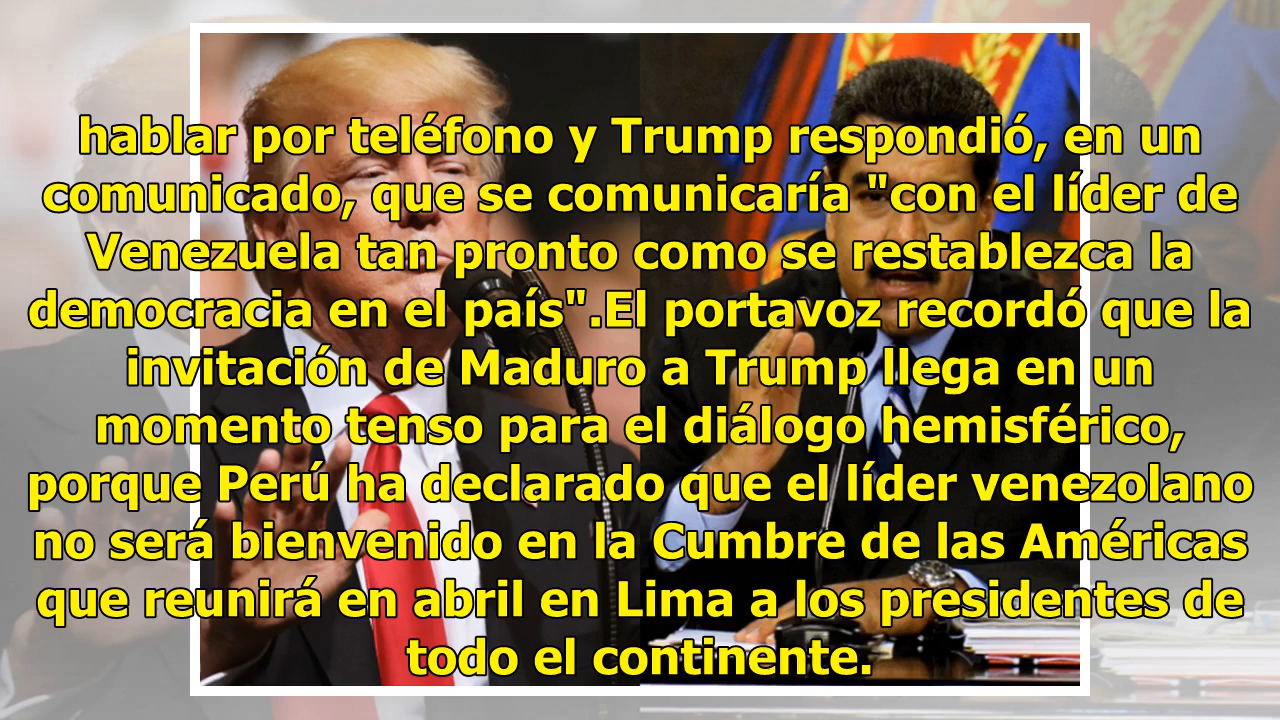 hablar por teléfono y Trump respondió, en un
comunicado, que se comunicaría "con el líder de
Venezuela tan pronto como se restablezca la
democracia en el país".El portavoz recordó que la
invitación de Maduro a Trump llega en un
momento tenso para el diálogo hemisférico,
porque Perú ha declarado que el líder venezolano
no será bienvenido en la Cumbre de las Américas
que reunirá en abril en Lima a los presidentes de
todo el continente.